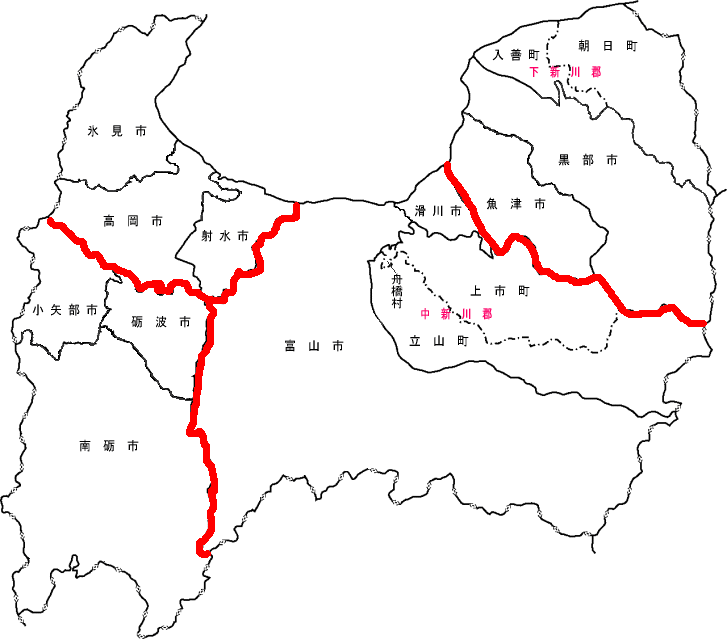 入善町
朝日町
下新川郡
氷見市
黒部市
高岡市
射水市
滑川市
魚津市
舟橋村
上市町
小矢部市
砺波市
中新川郡
立山町
富山市
南砺市